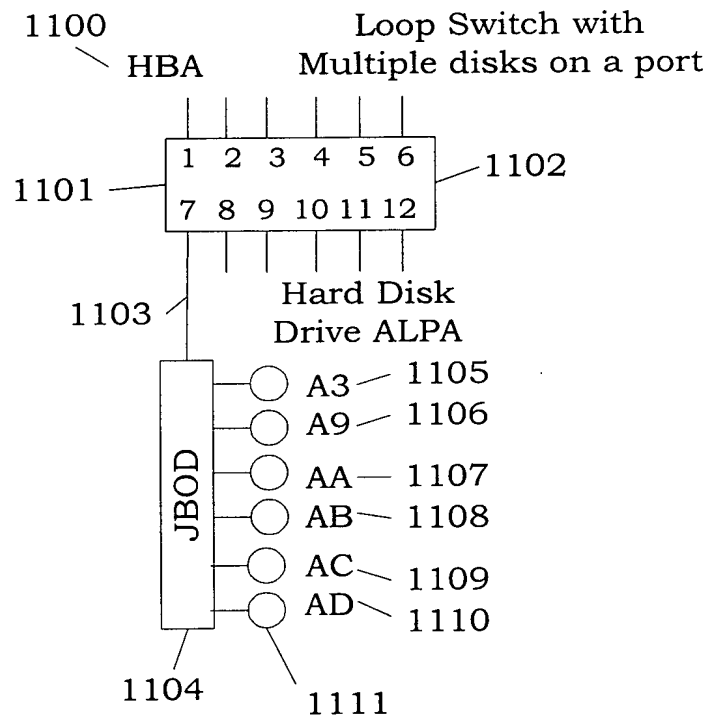 1100
HBA
Loop Switch with
Multiple disks on a port
1 2 3 4 5 6
1101
1102
7 8 9 10 11 12
1103
Hard Disk
Drive ALPA
JBOD
A3 1105
A9 1106
AA 1107
AB 1108
AC 1109
AD 1110
1104
1111